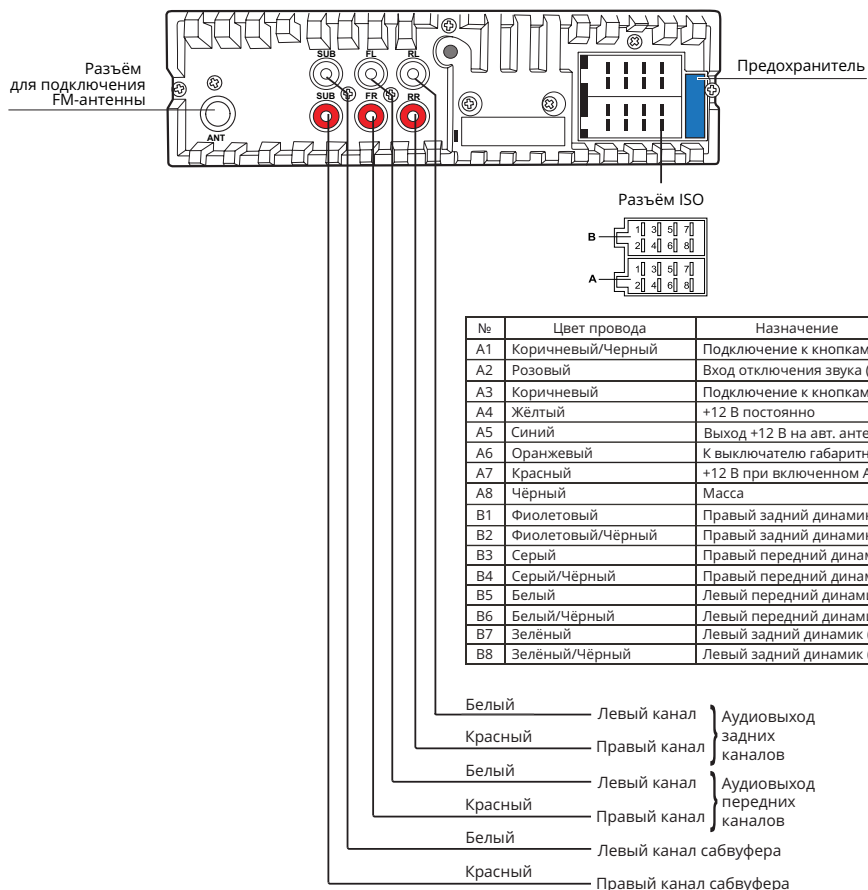 Разъём
для подключения
FM-антенны
Предохранитель
SUB FL RL
SUB FR RR
ANT
Разъём ISO
B
1 3 5 7
2 4 6 8
A
1 3 5 7
2 4 6 8
№ Цвет провода Назначение
A1 Коричневый/Черный Подключение к кнопкам
A2 Розовый Вход отключения звука (
A3 Коричневый Подключение к кнопкам
A4 Жёлтый +12 В постоянно
A5 Синий Выход +12 В на авт.
A6 Оранжевый К выключателю
A7 Красный +12 В при включенном
A8 Чёрный Масса
B1 Фиолетовый Правый задний динамик
B2 Фиолетовый/Чёрный Правый задний динамик
B3 Серый Правый передний
B4 Серый/Чёрный Правый передний
B5 Белый Левый передний
B6 Белый/Чёрный Левый передний
B7 Зелёный Левый задний динамик (
B8 Зелёный/Чёрный Левый задний динамик (
Белый Левый канал
Красный Правый канал
Аудиовыход
задних
каналов
Белый Левый канал
Красный Правый канал
Аудиовыход
передних
каналов
Белый Левый канал сабвуфера
Красный Правый канал сабвуфера